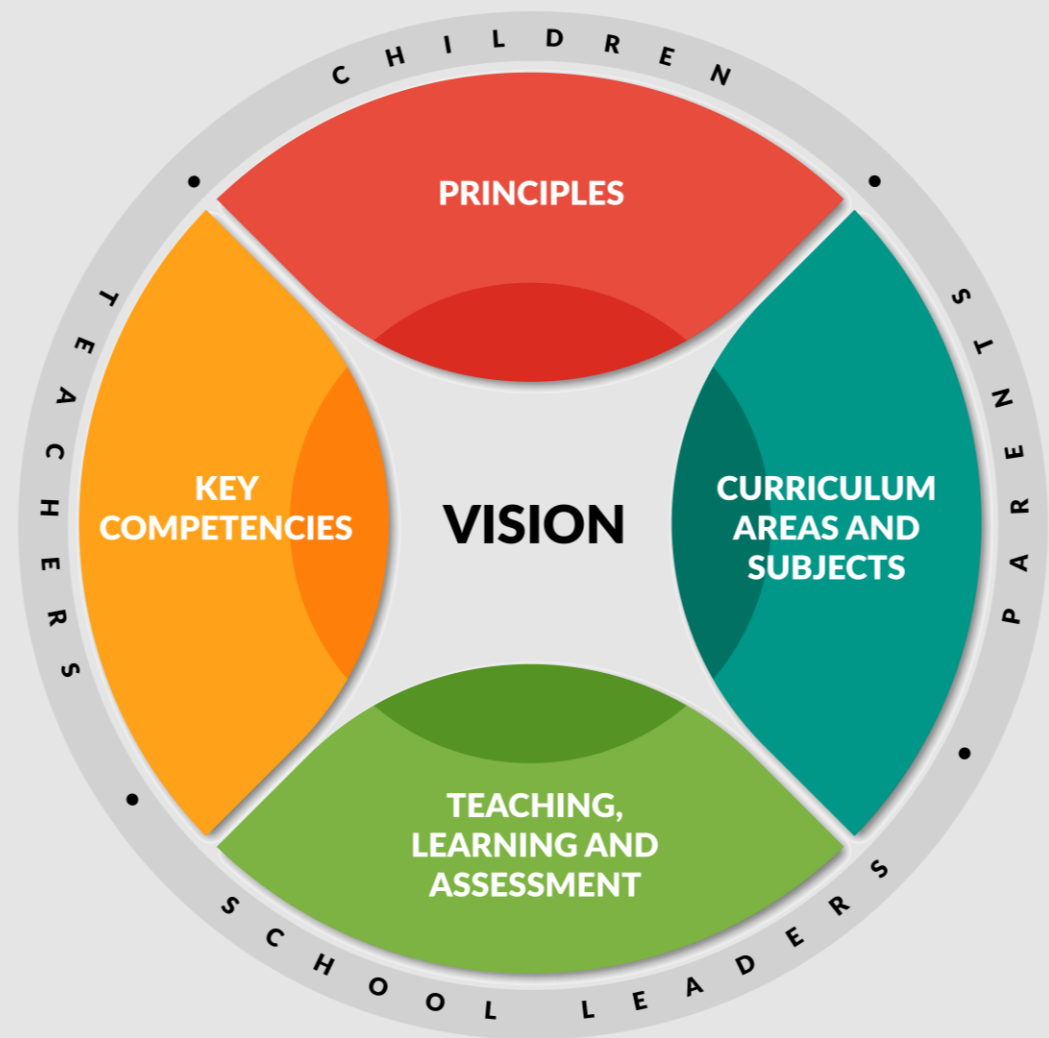 CHILDREN
PRINCIPLES
TEACHERS
KEY
COMPETENCIES
VISION
CURRICULUM
AREAS AND
SUBJECTS
PARENTS
TEACHING,
LEARNING AND
ASSESSMENT
SCHOOL LEADERS